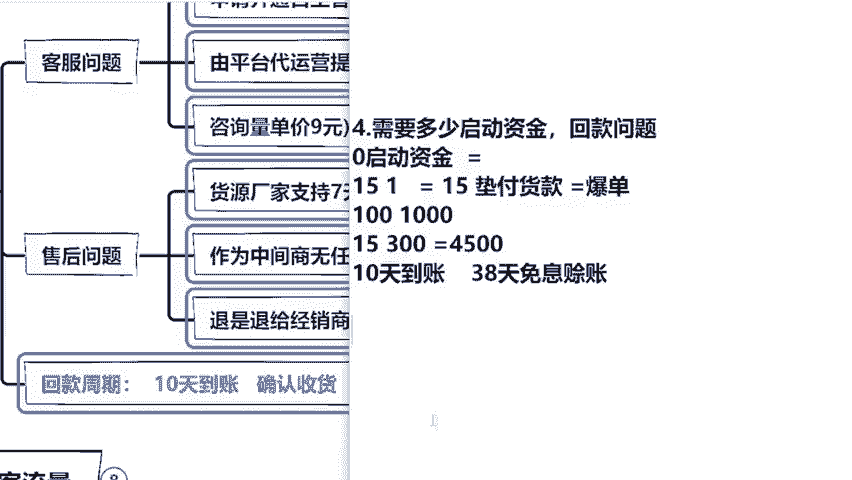 客服问题
由平台代运营提
咨询量单价9元)
货源厂家支持7天
售后问题
作为中间商无任
退是退给经销商
回款周期： 10天到账 确认收货
4.需要多少启动资金，回款问题
0启动资金 =
15 1 = 15 垫付货款 =爆单
100 1000
15 300 =4500
10天到账 38天免息赊账